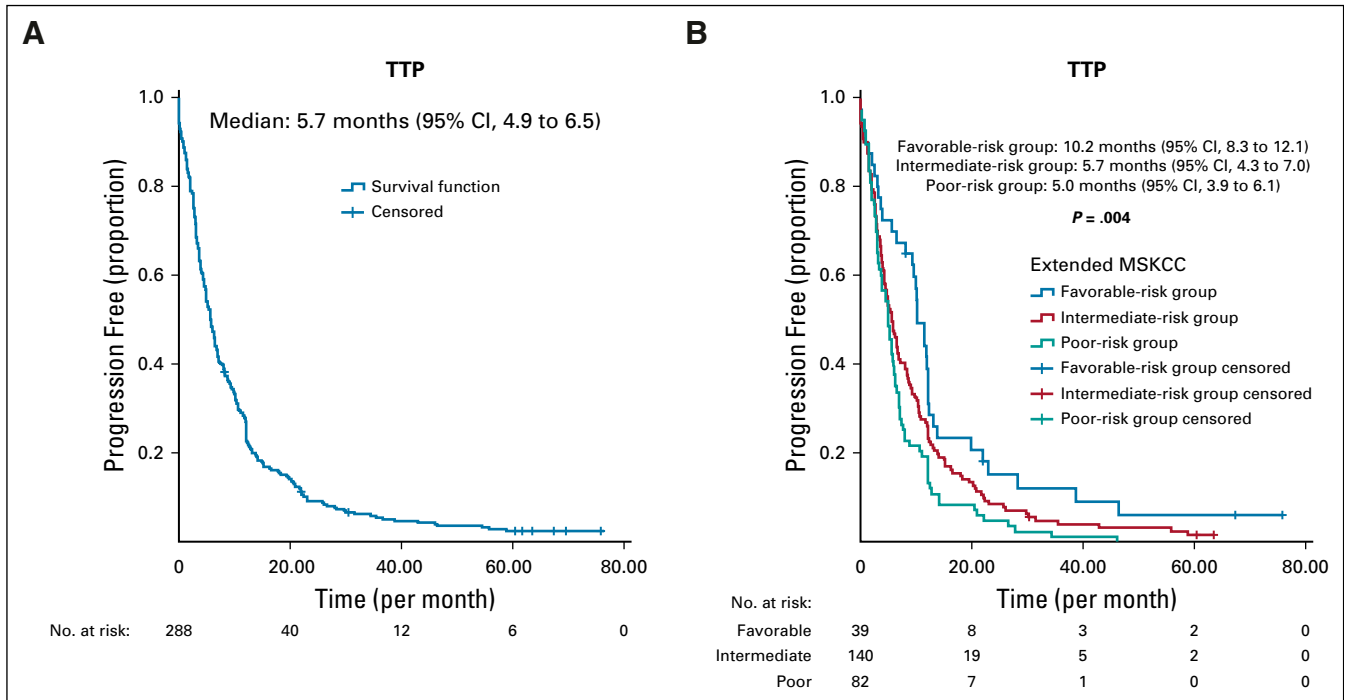 A
TTP
Progression Free (proportion)
1.0
0.8
0.6
0.4
0.2
Median: 5.7 months (95% CI, 4.9 to 6.5)
Survival function
Censored
0
20.00
40.00
60.00
80.00
Time (per month)
No. at risk: 288 40 12 6 0
B
TTP
Progression Free (proportion)
1.0
0.8
0.6
0.4
0.2
Favorable-risk group: 10.2 months (95% CI, 8.3 to 12.1)
Intermediate-risk group: 5.7 months (95% CI, 4.3 to 7.0)
Poor-risk group: 5.0 months (95% CI, 3.9 to 6.1)
P = .004
Extended MSKCC
Favorable-risk group
Intermediate-risk group
Poor-risk group
Favorable-risk group censored
Intermediate-risk group censored
Poor-risk group censored
0
20.00
40.00
60.00
80.00
Time (per month)
No. at risk:
Favorable 39 8 3 2 0
Intermediate 140 19 5 2 0
Poor 82 7 1 0 0